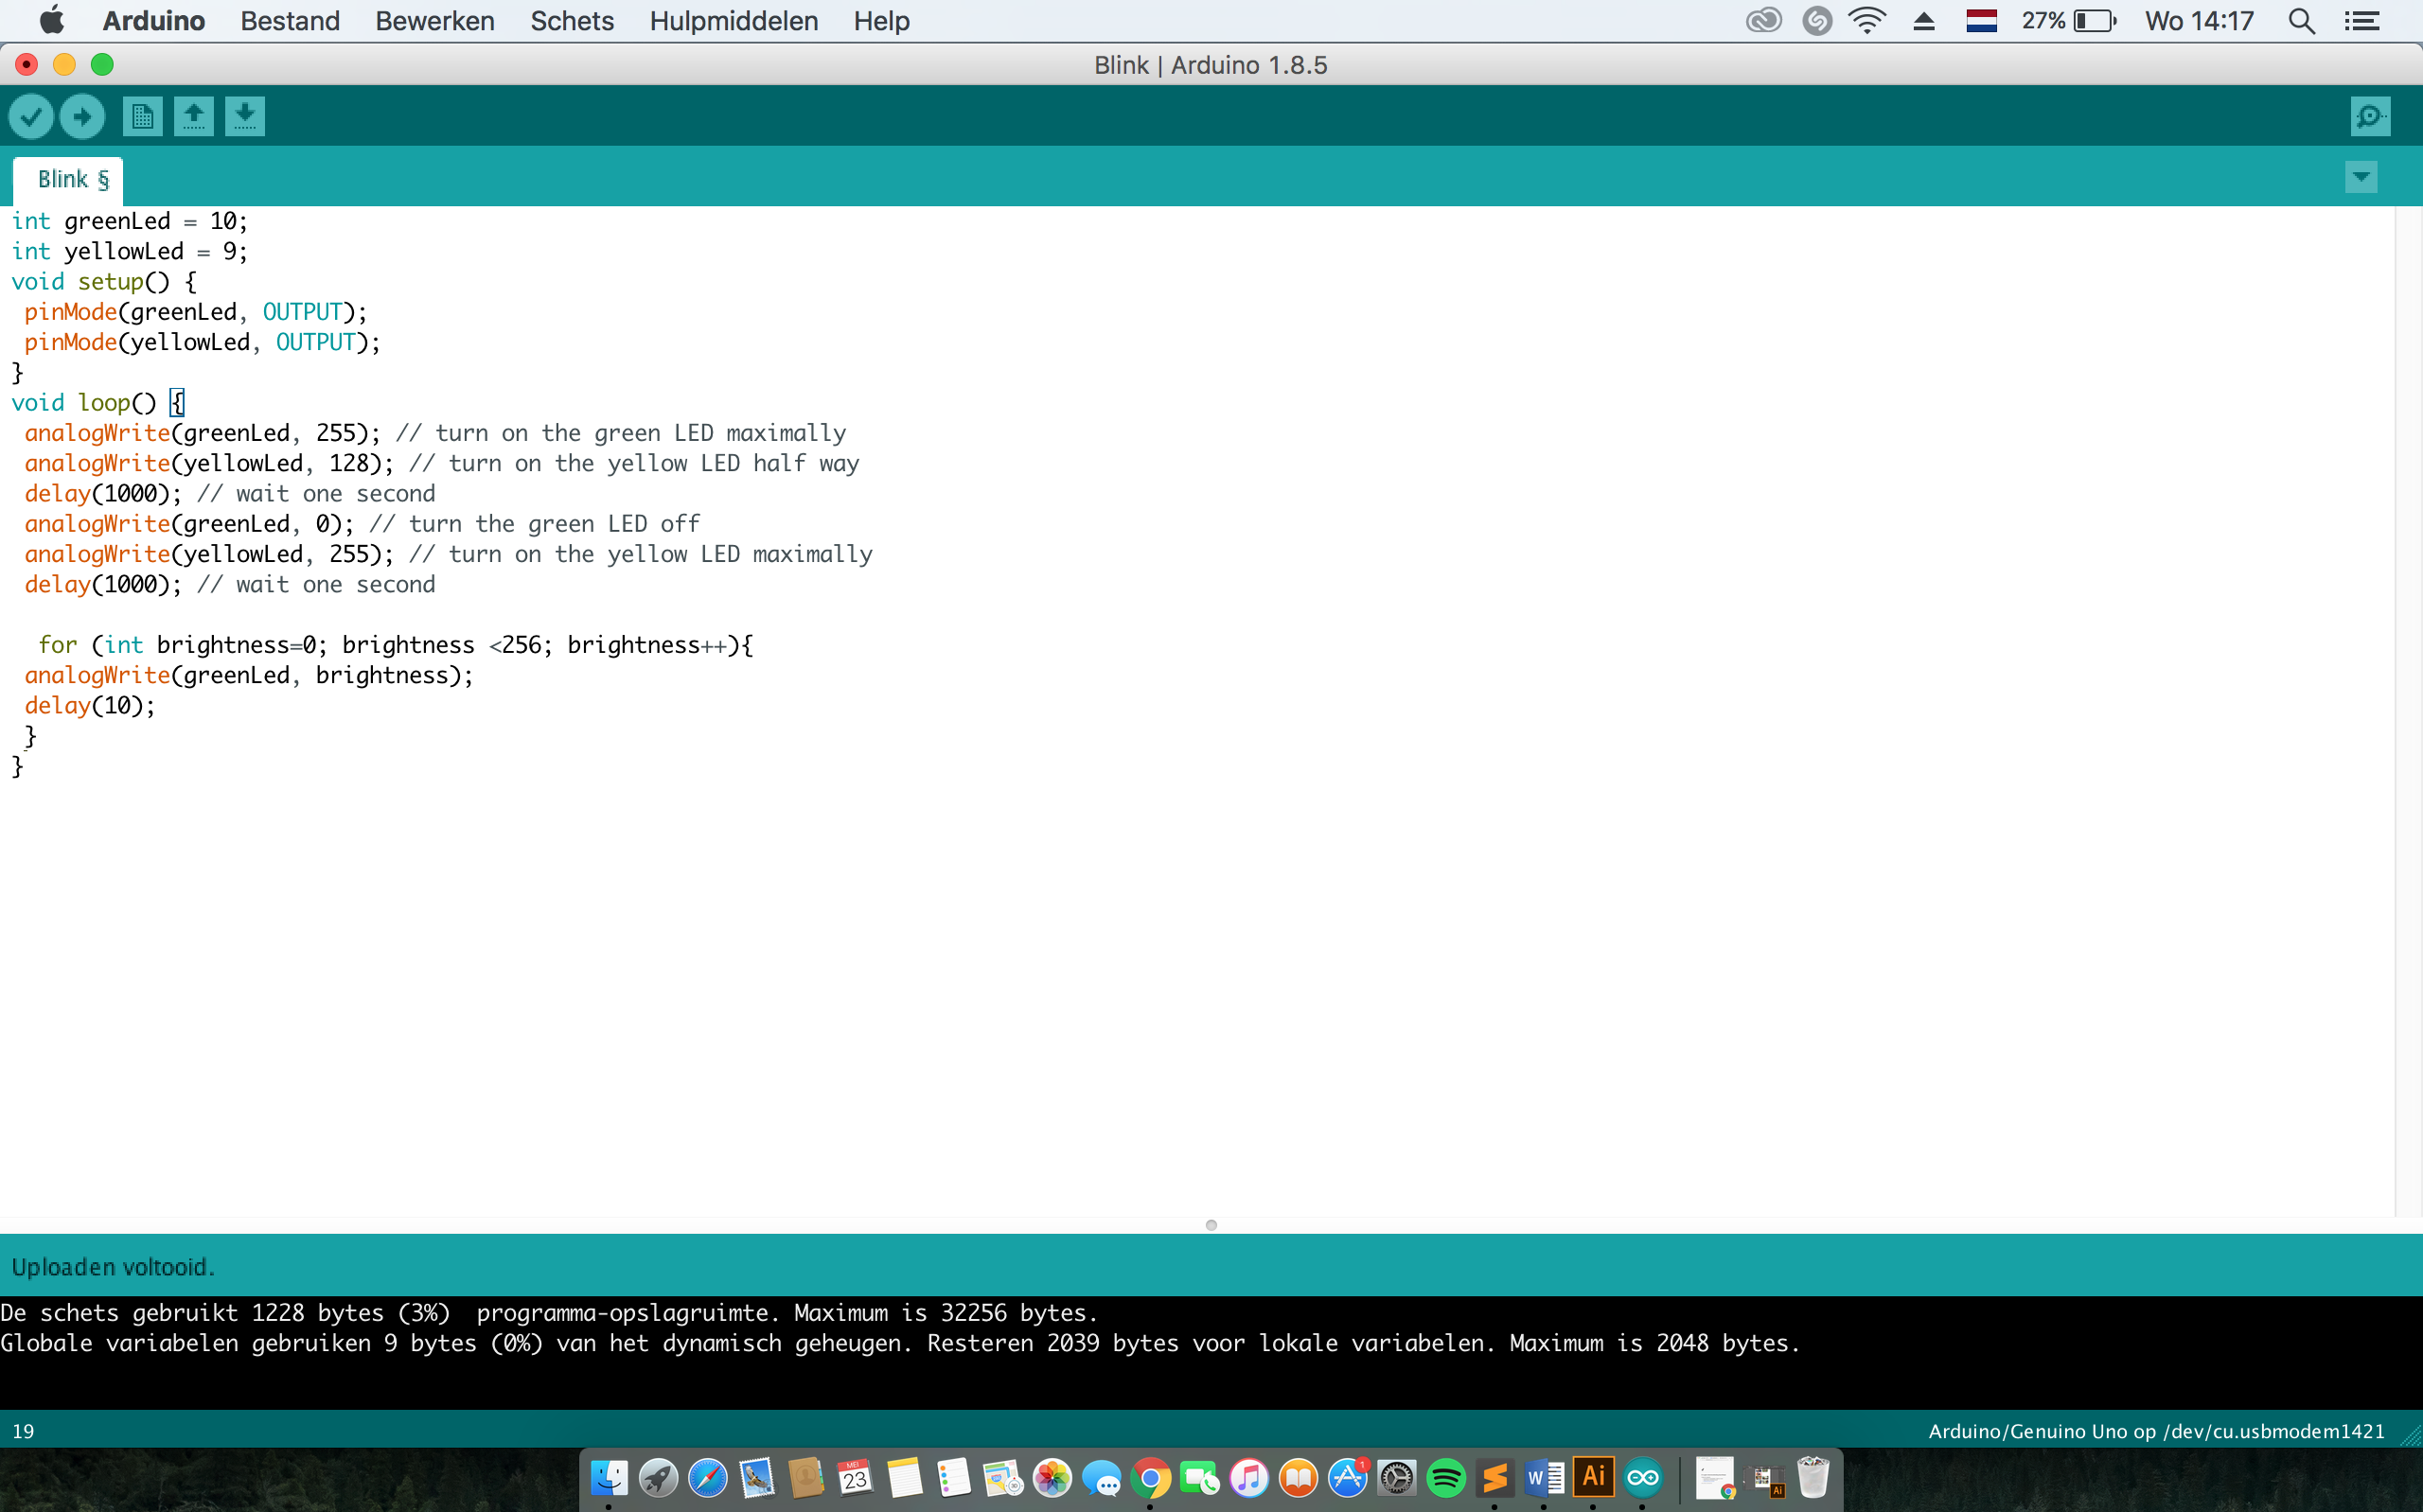 Arduino Bestand Bewerken Schets Hulpmiddelen Help 27% Wo 14:17
Blink | Arduino 1.8.5
Blink §
int greenLed = 10;
int yellowLed = 9;
void setup() {
pinMode(greenLed, OUTPUT);
pinMode(yellowLed, OUTPUT);
}
void loop() {
analogWrite(greenLed, 255); // turn on the green LED maximally
analogWrite(yellowLed, 128); // turn on the yellow LED half way
delay(1000); // wait one second
analogWrite(greenLed, 0); // turn the green LED off
analogWrite(yellowLed, 255); // turn on the yellow LED maximally
delay(1000); // wait one second
for (int brightness=0; brightness <256; brightness++){
analogWrite(greenLed, brightness);
delay(10);
}
}
Uploaden voltooid.
De schets gebruikt 1228 bytes (3%)  programma-opslagruimte. Maximum is 32256 bytes.
Globale variabelen gebruiken 9 bytes (0%) van het dynamisch geheugen. Resteren 2039 bytes voor lokale variabelen. Maximum is 2048 bytes.
19 Arduino/Genuino Uno op /dev/cu.usbmodem1421
MEI
23
1
W
Ai
Ai